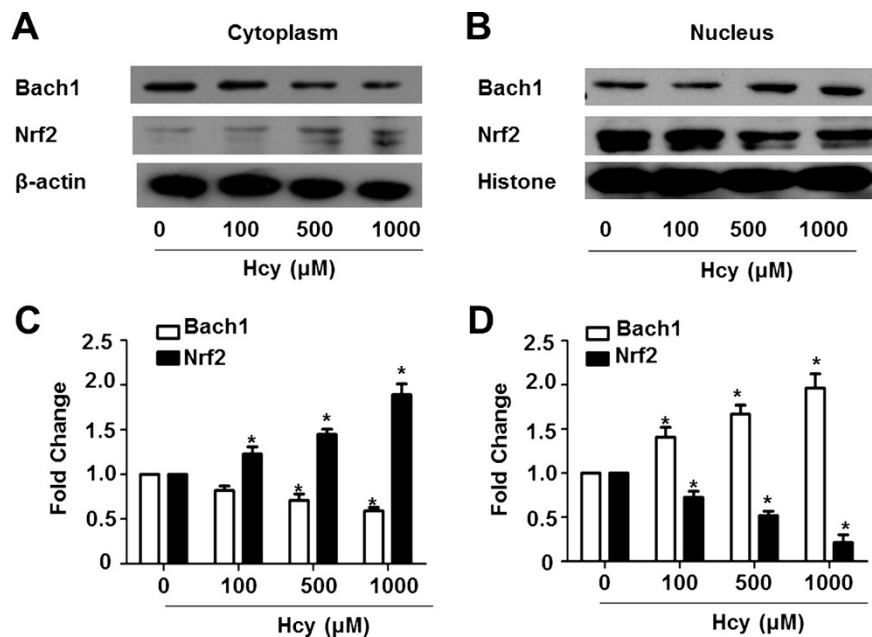 A
Cytoplasm
Bach1
Nrf2
β-actin
0 100 500 1000
Hcy (µM)
B
Nucleus
Bach1
Nrf2
Histone
0 100 500 1000
Hcy (µM)
C
Bach1
Nrf2
Fold Change
2.5
2.0
1.5
1.0
0.5
0
* * * * *
0 100 500 1000
Hcy (µM)
D
Bach1
Nrf2
Fold Change
2.5
2.0
1.5
1.0
0.5
0
* * * * * *
0 100 500 1000
Hcy (µM)